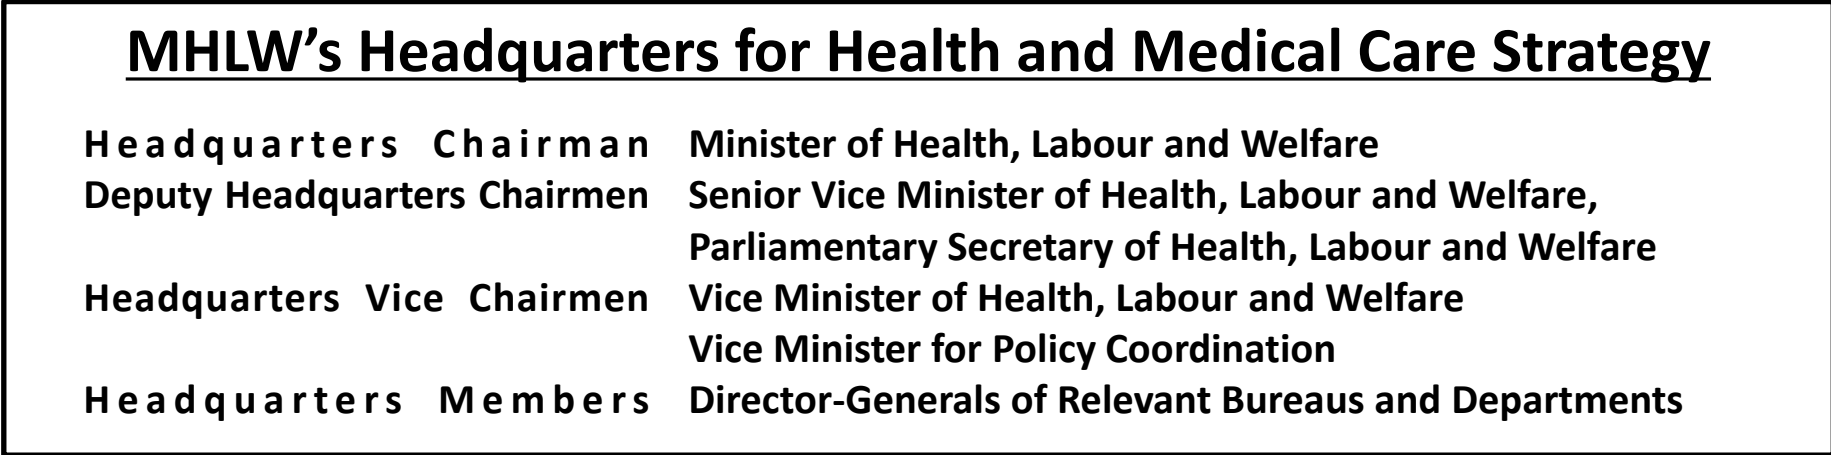 MHLW’s Headquarters for Health and Medical Care Strategy
Headquarters Chairman Minister of Health, Labour and Welfare
Deputy Headquarters Chairmen Senior Vice Minister of Health, Labour and Welfare,
Parliamentary Secretary of Health, Labour and Welfare
Headquarters Vice Chairmen Vice Minister of Health, Labour and Welfare
Vice Minister for Policy Coordination
Headquarters Members Director-Generals of Relevant Bureaus and Departments